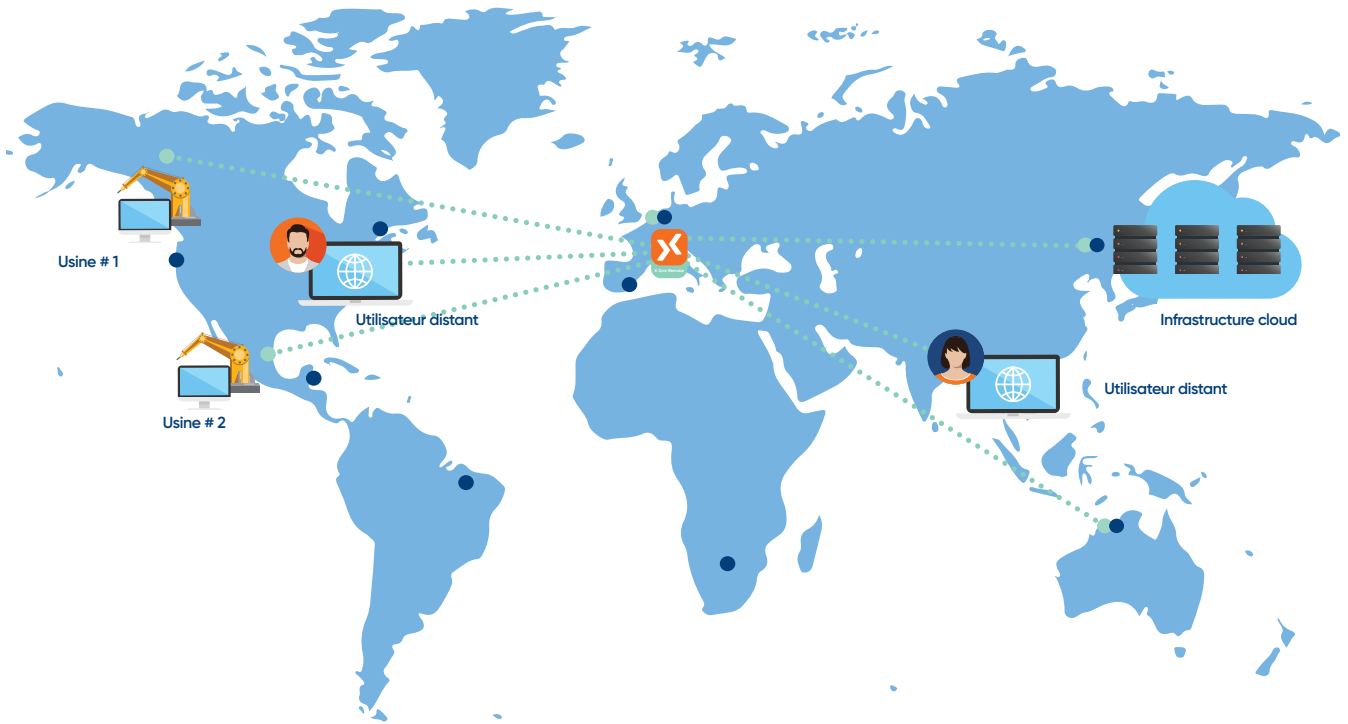 Usine # 1
Utilisateur distant
Infrastructure cloud
Utilisateur distant
Usine # 2